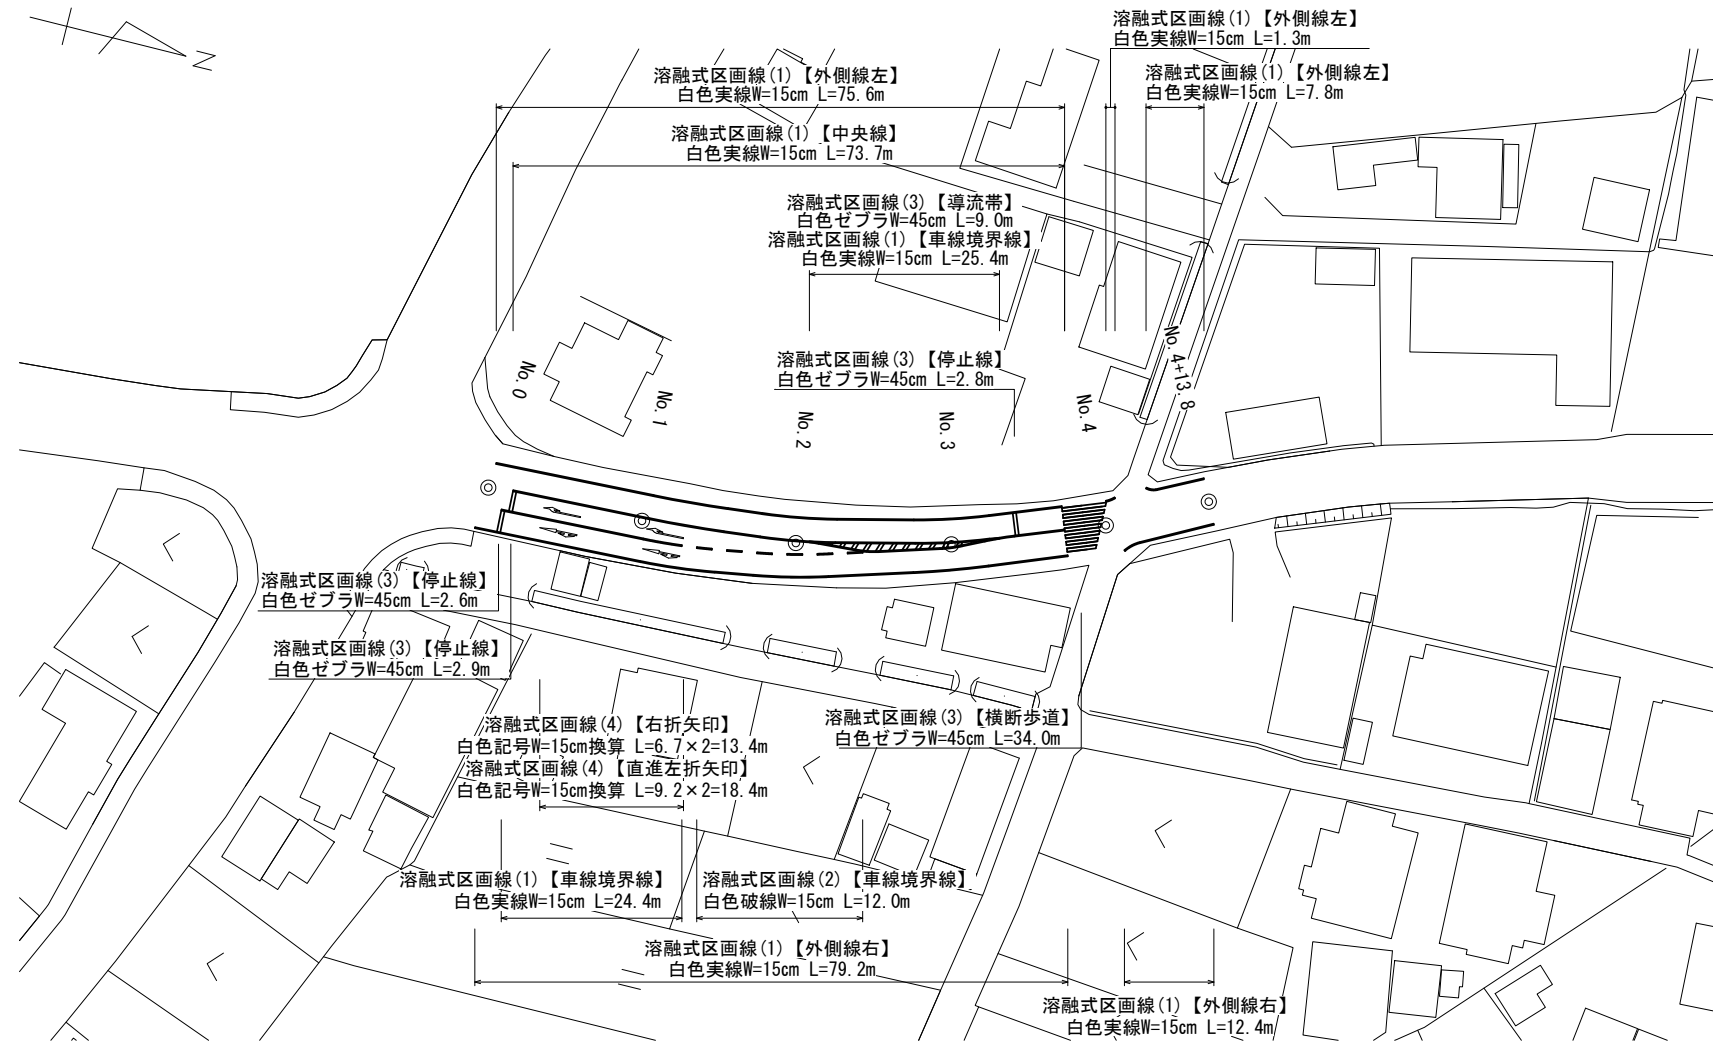 N
溶融式区画線(1)【外側線左】
白色実線W=15cm L=1.3m
溶融式区画線(1)【外側線左】
白色実線W=15cm L=75.6m
溶融式区画線(1)【外側線左】
白色実線W=15cm L=7.8m
溶融式区画線(1)【中央線】
白色実線W=15cm L=73.7m
溶融式区画線(3)【導流帯】
白色ゼブラW=45cm L=9.0m
溶融式区画線(1)【車線境界線】
白色実線W=15cm L=25.4m
溶融式区画線(3)【停止線】
白色ゼブラW=45cm L=2.8m
No.0
No.1
No.2
No.3
No.4
No.4+13.8
溶融式区画線(3)【停止線】
白色ゼブラW=45cm L=2.6m
溶融式区画線(3)【停止線】
白色ゼブラW=45cm L=2.9m
溶融式区画線(4)【右折矢印】
白色記号W=15cm換算 L=6.7×2=13.4m
溶融式区画線(4)【直進左折矢印】
白色記号W=15cm換算 L=9.2×2=18.4m
溶融式区画線(3)【横断歩道】
白色ゼブラW=45cm L=34.0m
溶融式区画線(1)【車線境界線】
白色実線W=15cm L=24.4m
溶融式区画線(2)【車線境界線】
白色破線W=15cm L=12.0m
溶融式区画線(1)【外側線右】
白色実線W=15cm L=79.2m
溶融式区画線(1)【外側線右】
白色実線W=15cm L=12.4m